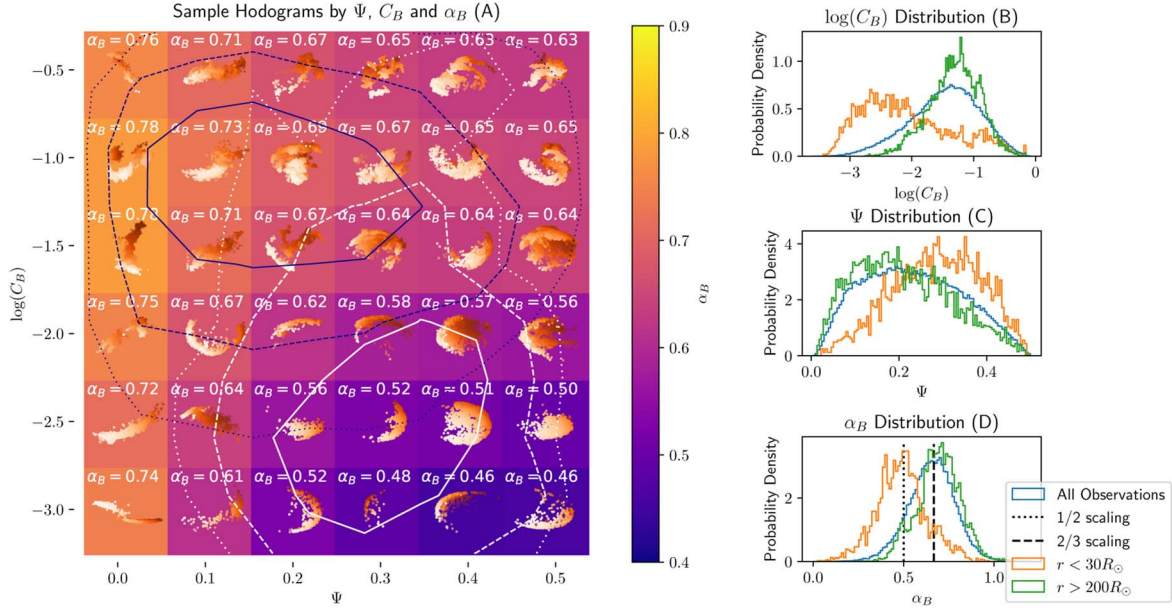 Sample Hodograms by Ψ, C_B and α_B (A)
α_B = 0.76 α_B = 0.71 α_B = 0.67 α_B = 0.65 α_B = 0.63 α_B = 0.63
α_B = 0.78 α_B = 0.73 α_B = 0.69 α_B = 0.67 α_B = 0.65 α_B = 0.65
α_B = 0.78 α_B = 0.71 α_B = 0.67 α_B = 0.64 α_B = 0.64 α_B = 0.64
α_B = 0.75 α_B = 0.67 α_B = 0.62 α_B = 0.58 α_B = 0.57 α_B = 0.56
α_B = 0.72 α_B = 0.64 α_B = 0.56 α_B = 0.52 α_B = 0.51 α_B = 0.50
α_B = 0.74 α_B = 0.61 α_B = 0.52 α_B = 0.48 α_B = 0.46 α_B = 0.46
log(C_B)
−0.5
−1.0
−1.5
−2.0
−2.5
−3.0
0.0 0.1 0.2 0.3 0.4 0.5
Ψ
0.9
0.8
0.7
0.6
0.5
0.4
α_B
log(C_B) Distribution (B)
Probability Density
1.0
0.5
0.0
−3 −2 −1 0
log(C_B)
Ψ Distribution (C)
Probability Density
4
2
0
0.0 0.2 0.4
Ψ
α_B Distribution (D)
Probability Density
2
0
0.0 0.5 1.0
α_B
All Observations
1/2 scaling
2/3 scaling
r < 30R_⊙
r > 200R_⊙